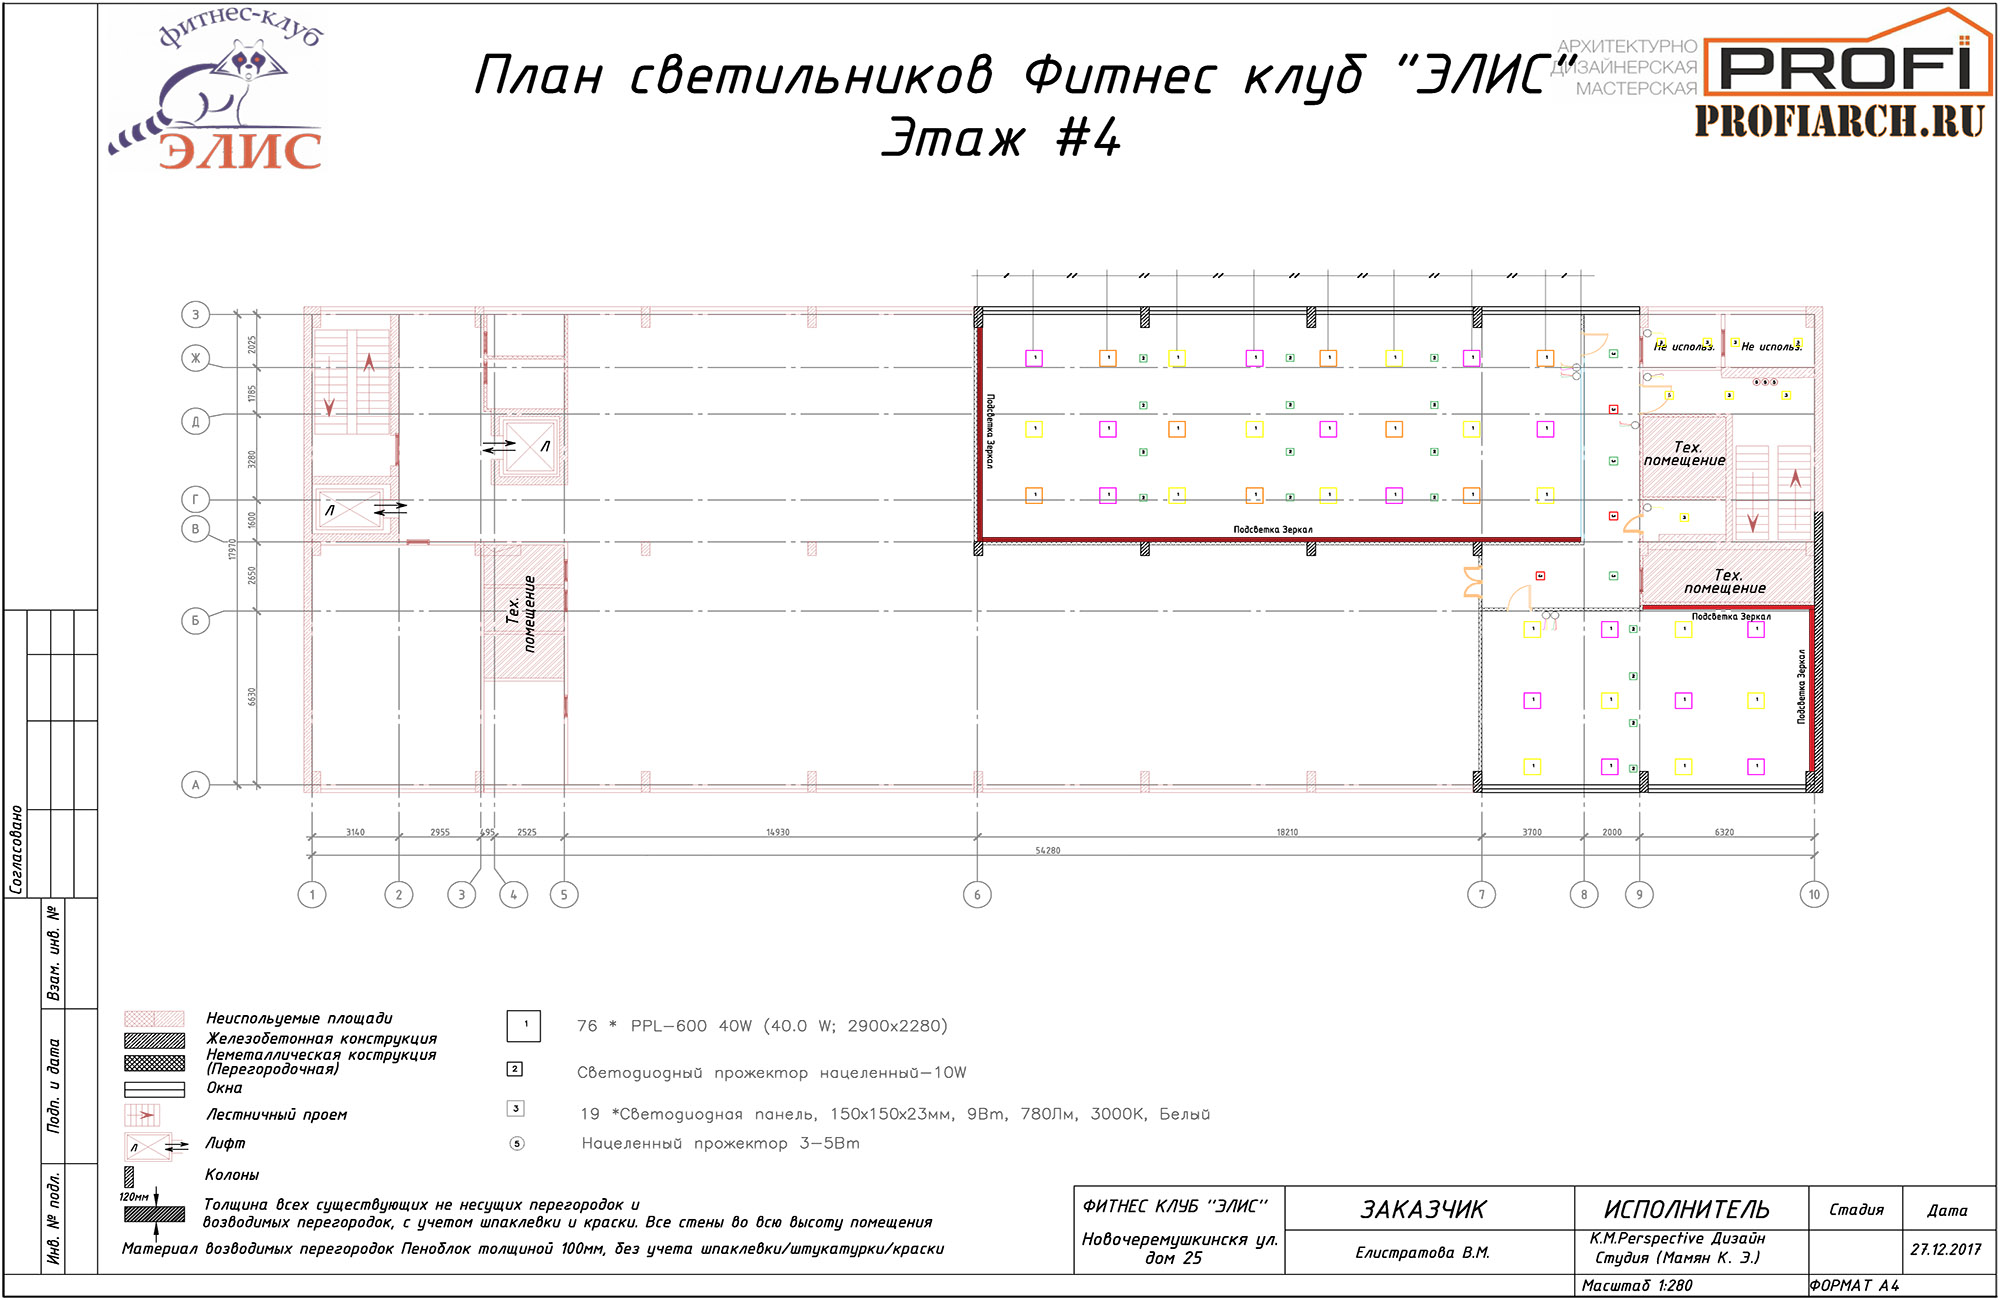 фитнес-клуб
ЭЛИС
План светильников Фитнес клуб "ЭЛИС"
Этаж #4
АРХИТЕКТУРНО
ДИЗАЙНЕРСКАЯ
МАСТЕРСКАЯ
PROFi
PROFIARCH.RU
З
Ж
Д
Г
В
Б
А
2025
1785
3280
1600
2650
6630
17970
Л
Л
Тех.
помещение
Подсветка Зеркал
Подсветка Зеркал
Не использ.
Не использ.
Тех.
помещение
Тех.
помещение
Подсветка Зеркал
Подсветка Зеркал
3140
2955
495
2525
14930
18210
3700
2000
6320
54280
1
2
3
4
5
6
7
8
9
10
Согласовано
Взам. инв. №
Подп. и дата
Инв. № подл.
Неиспольуемые площади
Железобетонная конструкция
Неметаллическая кострукция
(Перегородочная)
Окна
Лестничный проем
Л
Лифт
Колоны
120мм
Толщина всех существующих не несущих перегородок и
возводимых перегородок, с учетом шпаклевки и краски. Все стены во всю высоту помещения
Материал возводимых перегородок Пеноблок толщиной 100мм, без учета шпаклевки/штукатурки/краски
1
76 * PPL-600 40W (40.0 W; 2900x2280)
2
Светодиодный прожектор нацеленный-10W
3
19 *Светодиодная панель, 150х150х23мм, 9Вт, 780Лм, 3000К, Белый
5
Нацеленный прожектор 3-5Вт
ФИТНЕС КЛУБ "ЭЛИС"
Новочеремушкинскя ул.
дом 25
ЗАКАЗЧИК
Елистратова В.М.
ИСПОЛНИТЕЛЬ
K.M.Perspective Дизайн
Студия (Мамян К. Э.)
Стадия
Дата
27.12.2017
Масштаб 1:280
ФОРМАТ А4